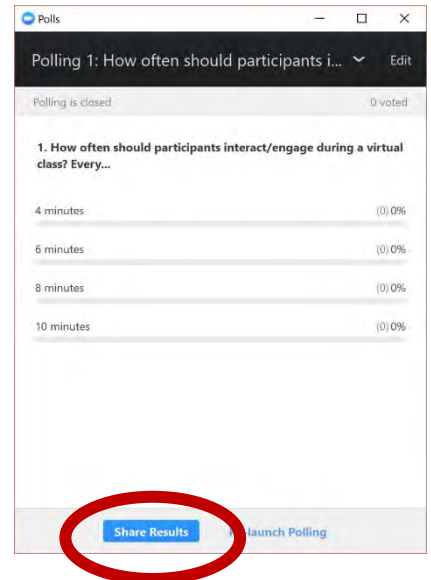 Polls
Polling 1: How often should participants i... Edit
Polling is closed 0 voted
1. How often should participants interact/engage during a virtual
class? Every...
4 minutes (0) 0%
6 minutes (0) 0%
8 minutes (0) 0%
10 minutes (0) 0%
Share Results launch Polling